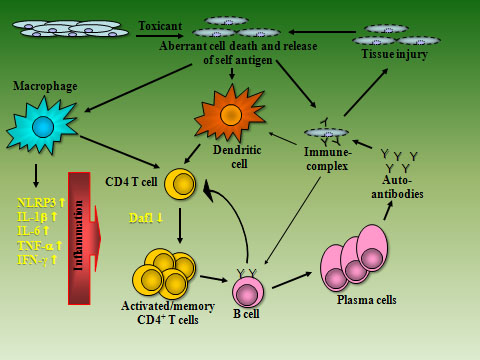 Toxicant
Aberrant cell death and release
of self antigen
Tissue injury
Macrophage
Dendritic
cell
Immune-
complex
Auto-
antibodies
CD4 T cell
NLRP3↑
IL-1β↑
IL-6↑
TNF-α↑
IFN-γ↑
Inflammation
Daf1↓
Activated/memory
CD4⁺ T cells
B cell
Plasma cells